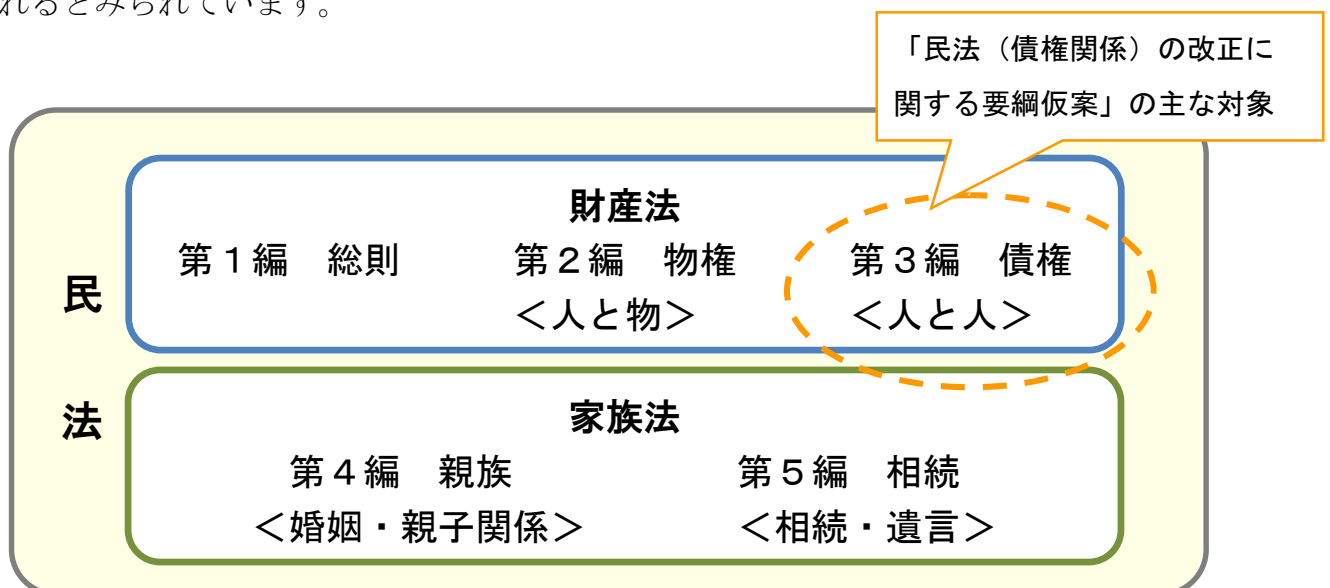 れるとみられています。
「民法（債権関係）の改正に
関する要綱仮案」の主な対象
民法
財産法
第１編　総則
第２編　物権
＜人と物＞
第３編　債権
＜人と人＞
家族法
第４編　親族
＜婚姻・親子関係＞
第５編　相続
＜相続・遺言＞